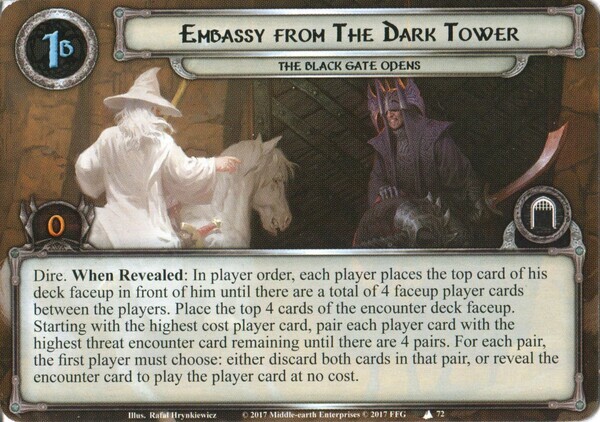 1B
EMBASSY FROM THE DARK TOWER
THE BLACK GATE OPENS
0
Dire. When Revealed: In player order, each player places the top card of his
deck faceup in front of him until there are a total of 4 faceup player cards
between the players. Place the top 4 cards of the encounter deck faceup.
Starting with the highest cost player card, pair each player card with the
highest threat encounter card remaining until there are 4 pairs. For each pair,
the first player must choose: either discard both cards in that pair, or reveal the
encounter card to play the player card at no cost.
Illus. Rafał Hrynkiewicz © 2017 Middle-earth Enterprises © 2017 FFG 72